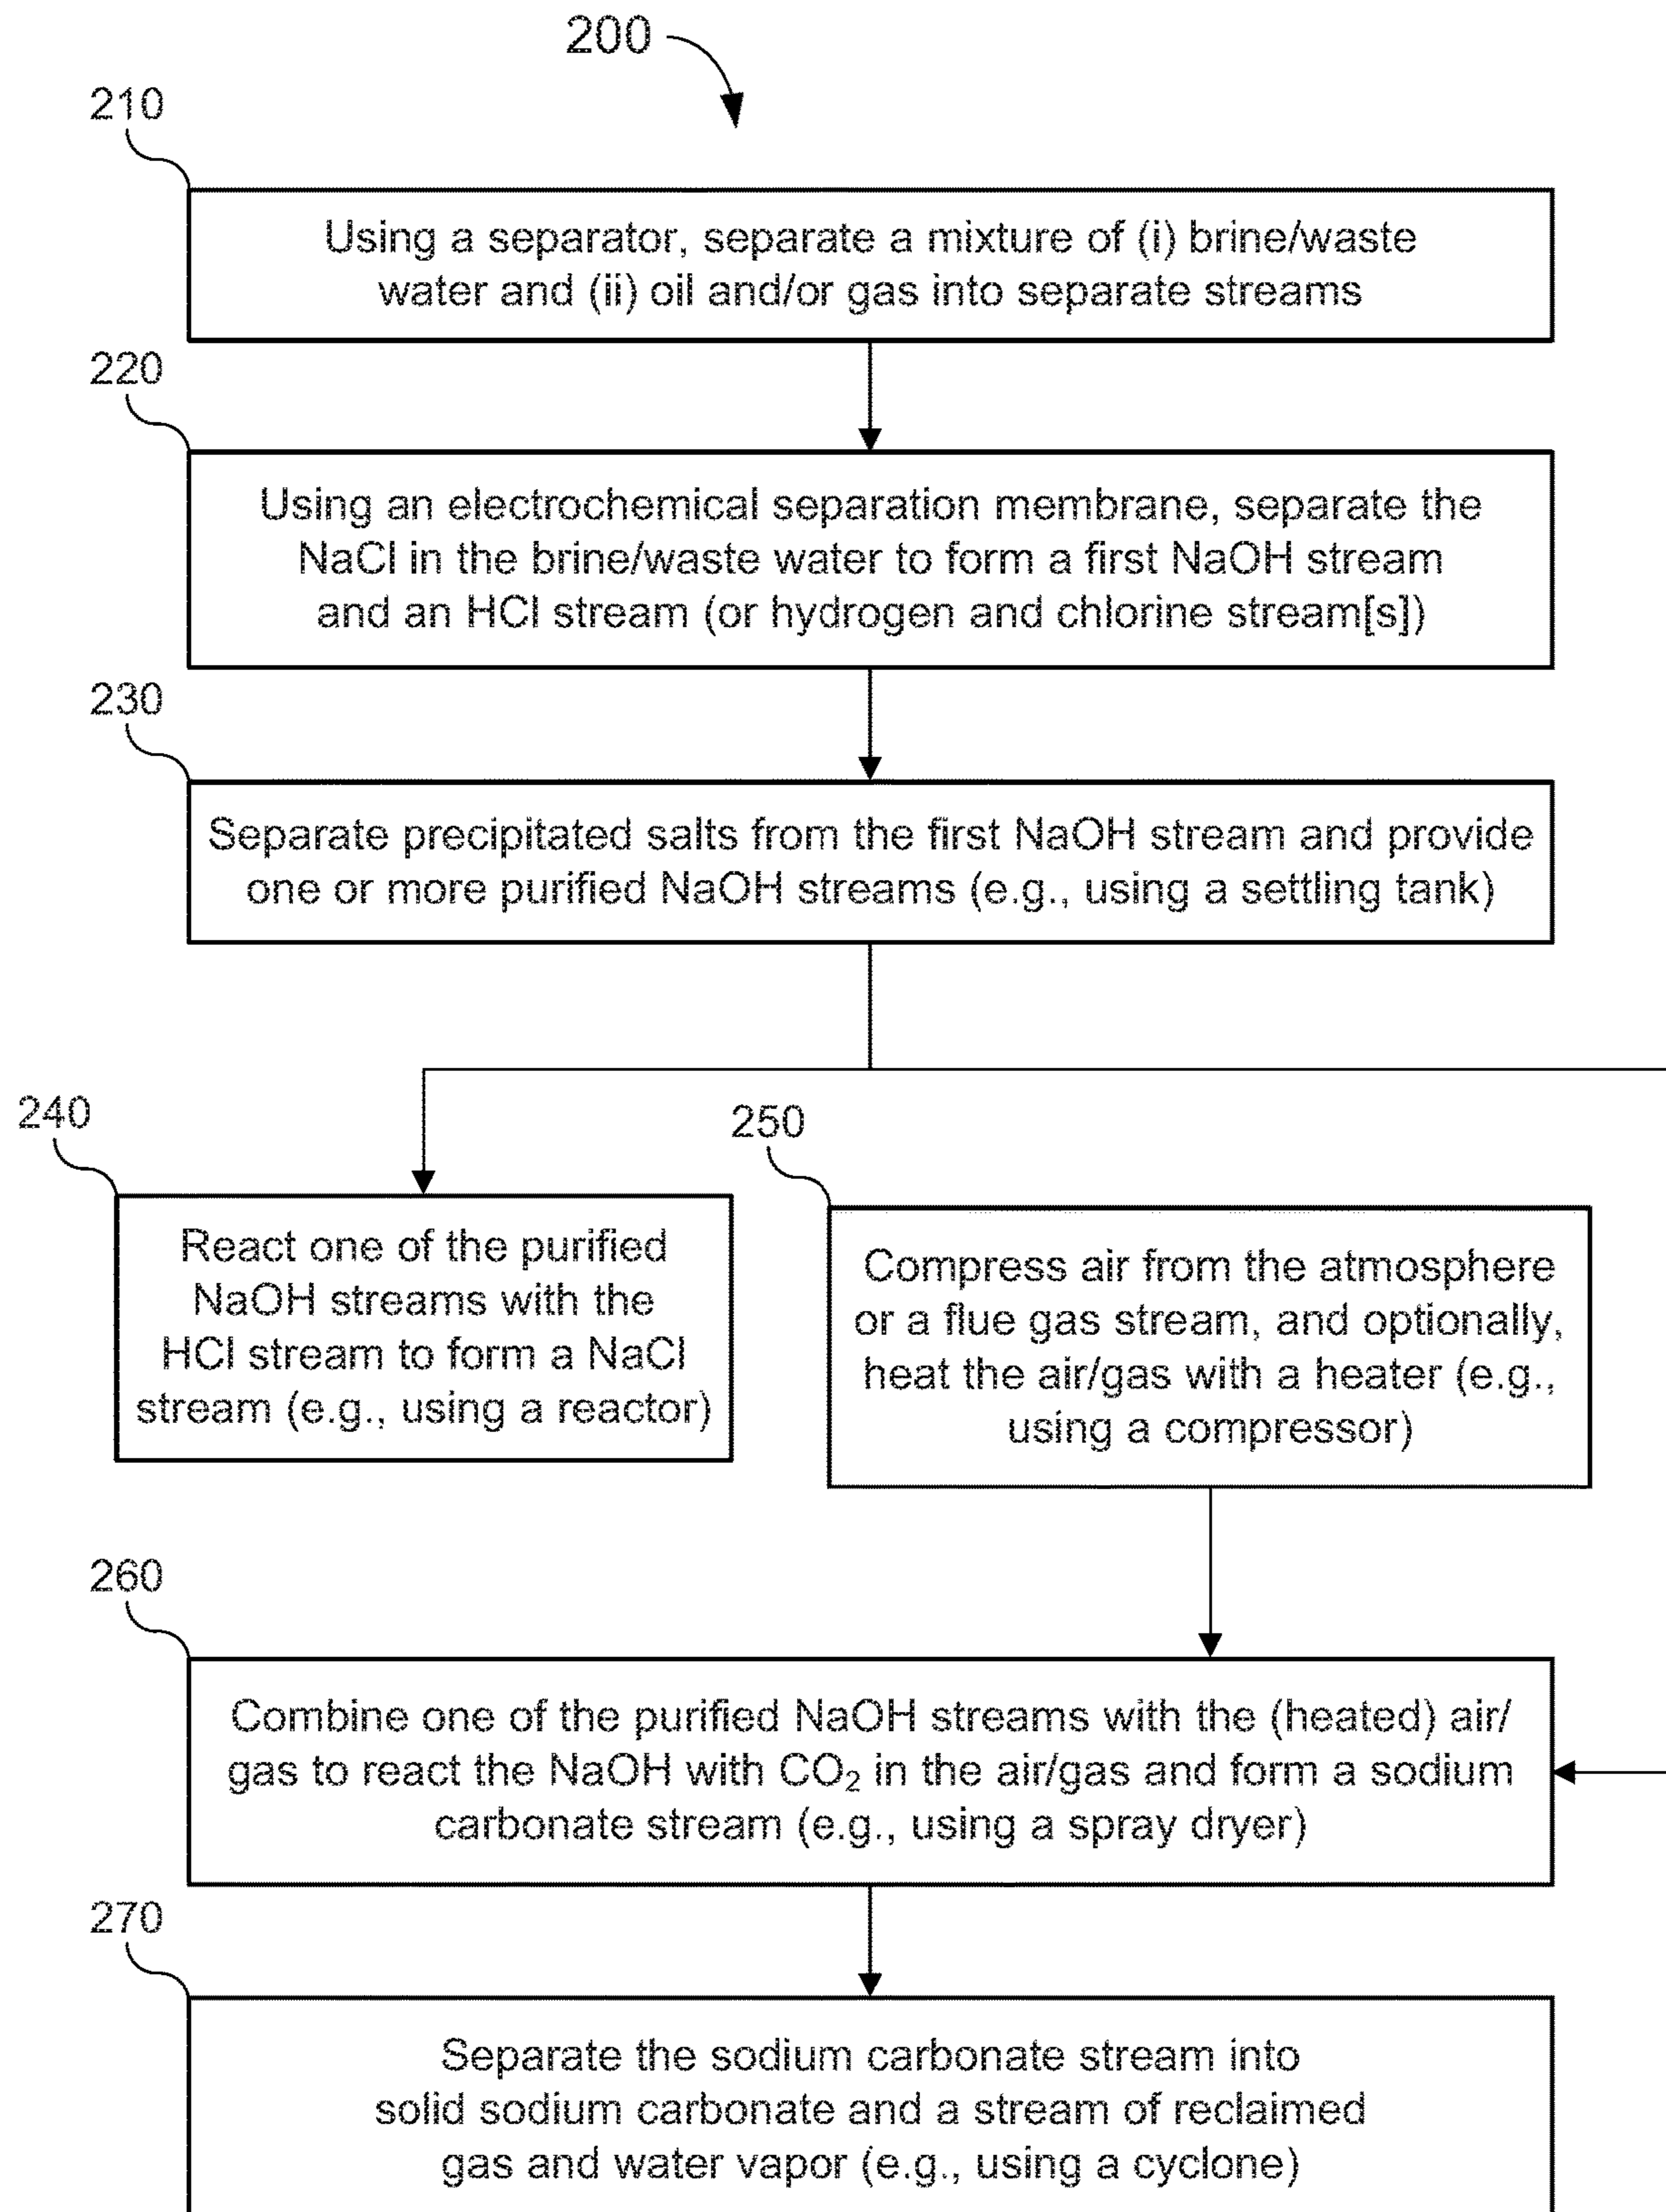 200
210
Using a separator, separate a mixture of (i) brine/waste
water and (ii) oil and/or gas into separate streams
220
Using an electrochemical separation membrane, separate the
NaCl in the brine/waste water to form a first NaOH stream
and an HCl stream (or hydrogen and chlorine stream[s])
230
Separate precipitated salts from the first NaOH stream and provide
one or more purified NaOH streams (e.g., using a settling tank)
240
React one of the purified
NaOH streams with the
HCl stream to form a NaCl
stream (e.g., using a reactor)
250
Compress air from the atmosphere
or a flue gas stream, and optionally,
heat the air/gas with a heater (e.g.,
using a compressor)
260
Combine one of the purified NaOH streams with the (heated) air/
gas to react the NaOH with CO₂ in the air/gas and form a sodium
carbonate stream (e.g., using a spray dryer)
270
Separate the sodium carbonate stream into
solid sodium carbonate and a stream of reclaimed
gas and water vapor (e.g., using a cyclone)